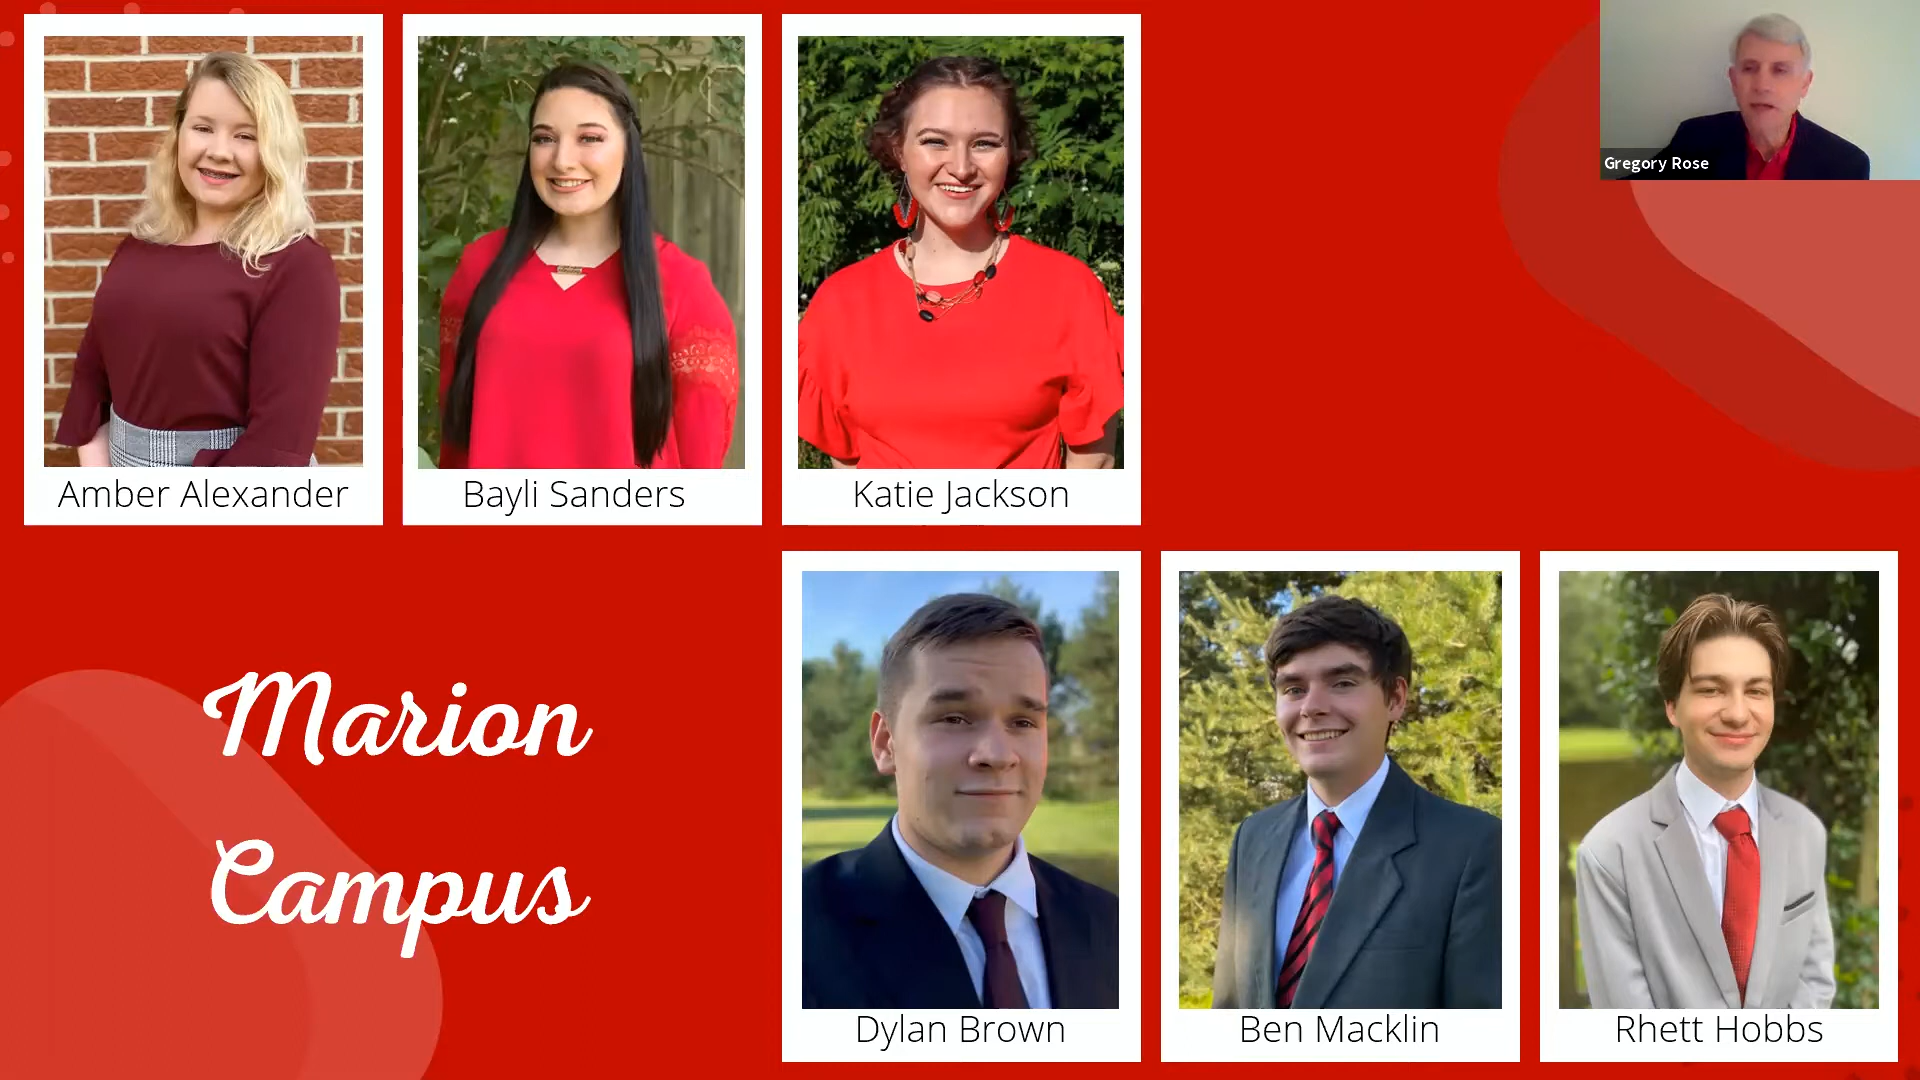 Gregory Rose
Amber Alexander
Bayli Sanders
Katie Jackson
Marion
Campus
Dylan Brown
Ben Macklin
Rhett Hobbs